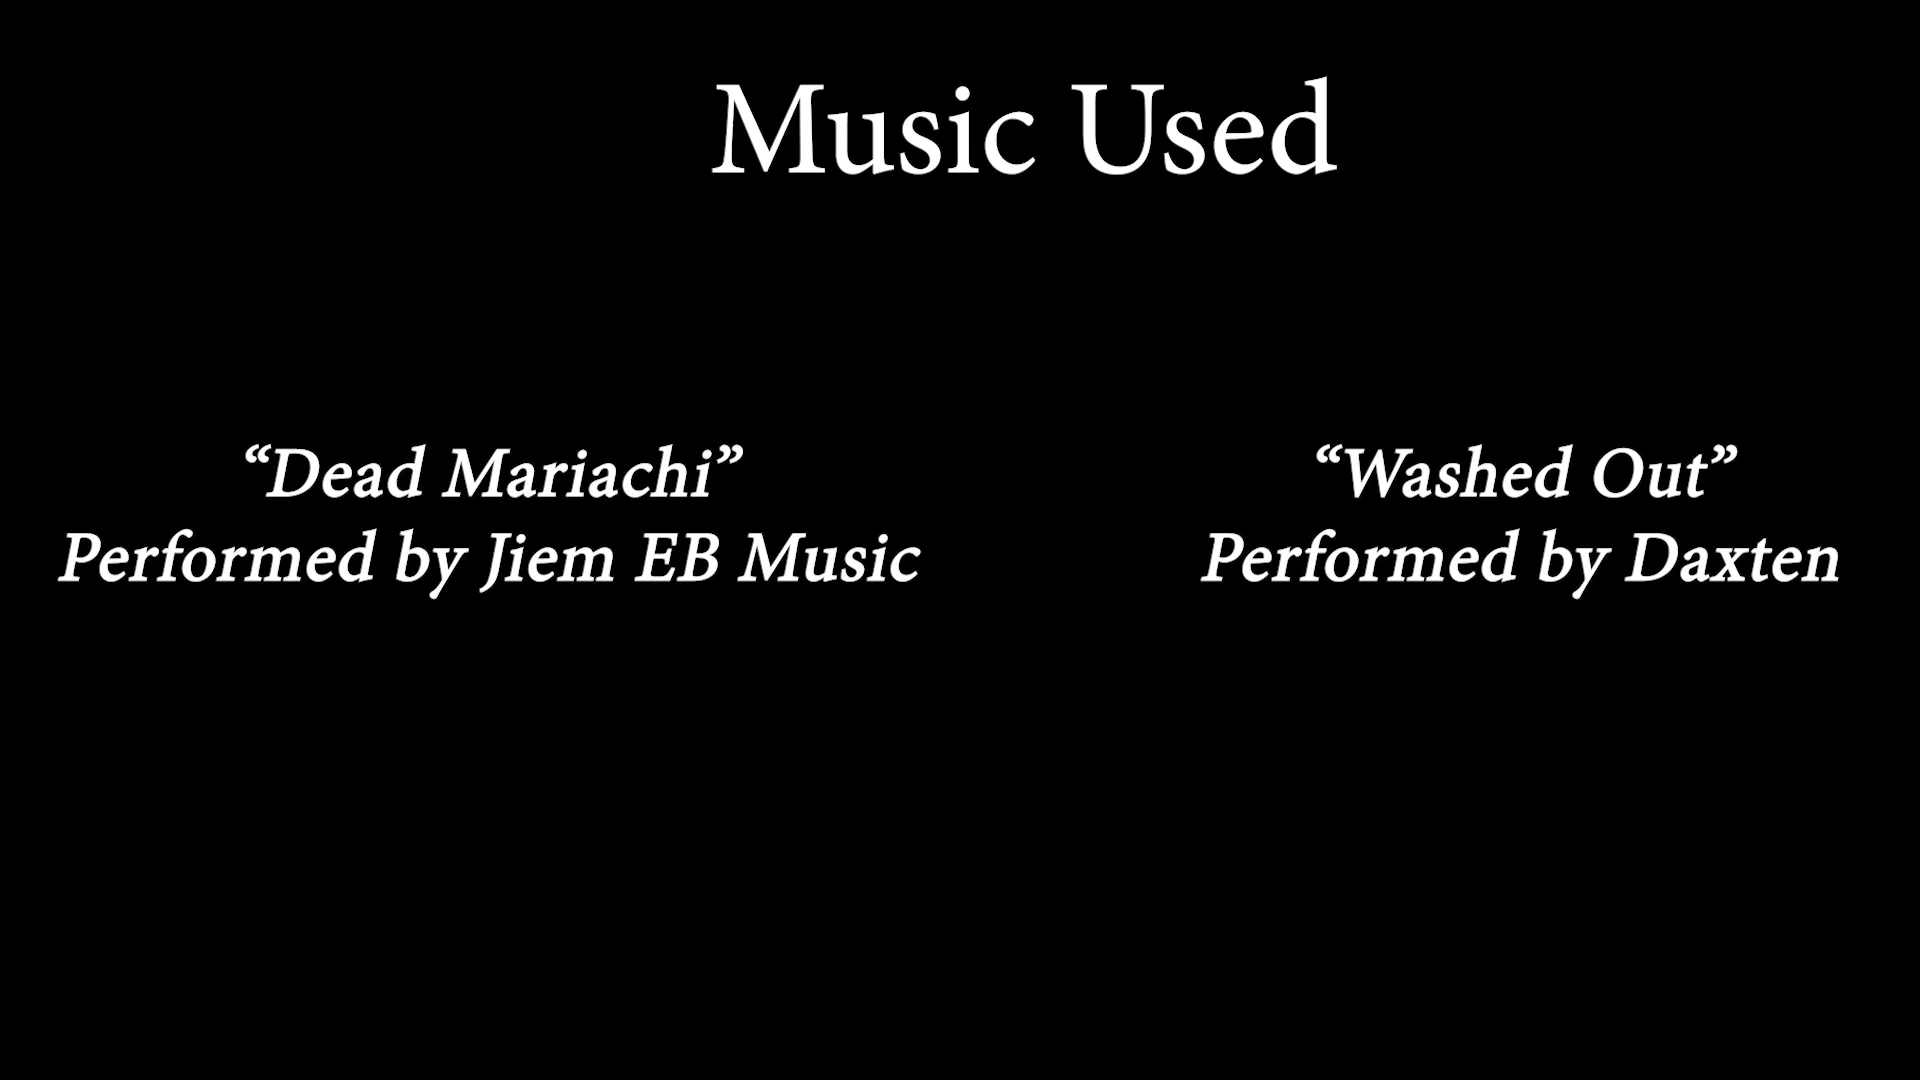 Music Used
“Dead Mariachi”
Performed by Jiem EB Music
“Washed Out”
Performed by Daxten